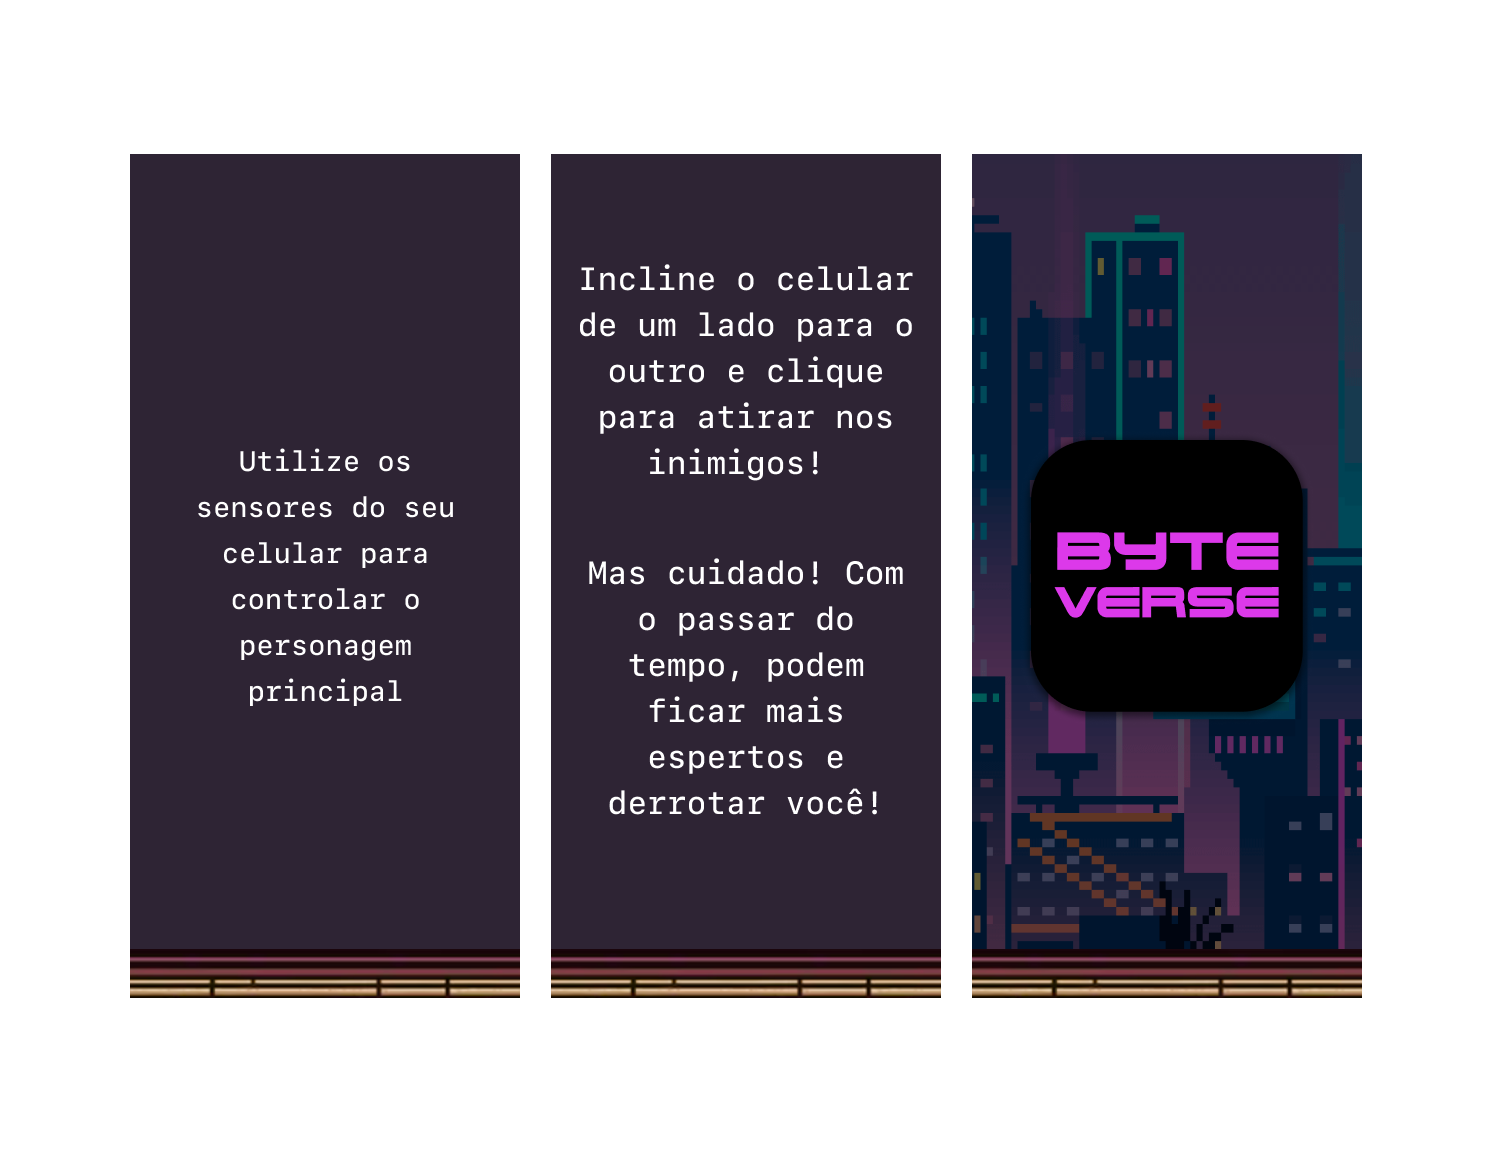 Utilize os
sensores do seu
celular para
controlar o
personagem
principal
Incline o celular
de um lado para o
outro e clique
para atirar nos
inimigos!
Mas cuidado! Com
o passar do
tempo, podem
ficar mais
espertos e
derrotar você!
BYTE
VERSE